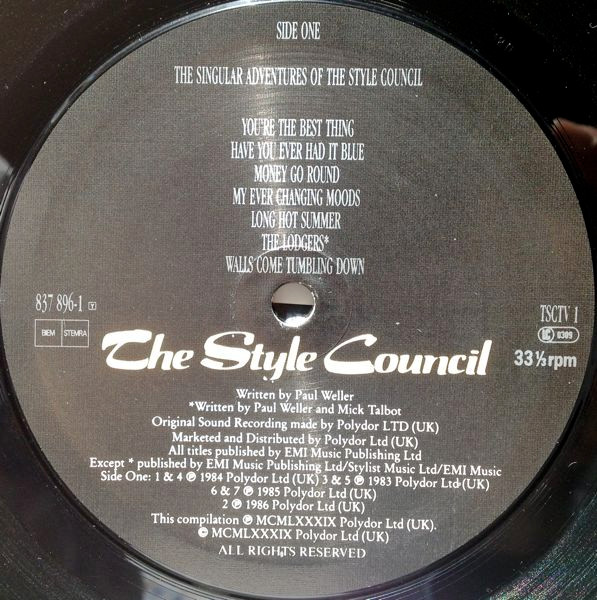 SIDE ONE
THE SINGULAR ADVENTURES OF THE STYLE COUNCIL
YOU'RE THE BEST THING
HAVE YOU EVER HAD IT BLUE
MONEY GO ROUND
MY EVER CHANGING MOODS
LONG HOT SUMMER
THE LODGERS*
WALLS COME TUMBLING DOWN
837 896-1 Y
BIEM STEMRA
TSCTV 1
LC 0309
33⅓rpm
The Style Council
Written by Paul Weller
*Written by Paul Weller and Mick Talbot
Original Sound Recording made by Polydor LTD (UK)
Marketed and Distributed by Polydor Ltd (UK)
All titles published by EMI Music Publishing Ltd
Except * published by EMI Music Publishing Ltd/Stylist Music Ltd/EMI Music
Side One: 1 & 4 ℗ 1984 Polydor Ltd (UK) 3 & 5 ℗ 1983 Polydor Ltd (UK)
6 & 7 ℗ 1985 Polydor Ltd (UK)
2 ℗ 1986 Polydor Ltd (UK)
This compilation ℗ MCMLXXXIX Polydor Ltd (UK).
© MCMLXXXIX Polydor Ltd (UK)
ALL RIGHTS RESERVED